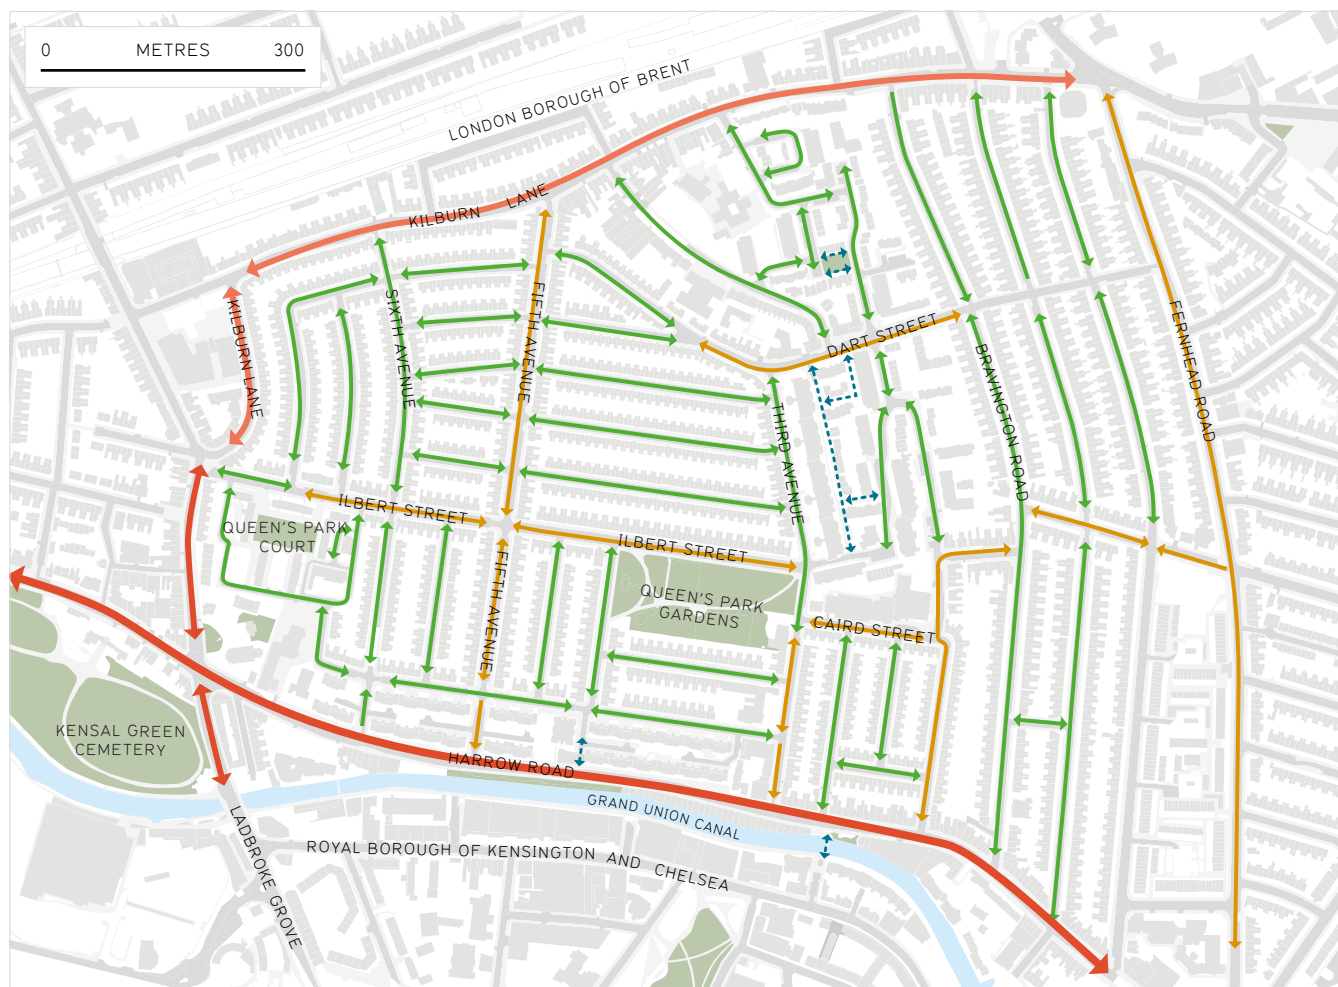 0 METRES 300
LONDON BOROUGH OF BRENT
KILBURN LANE
KILBURN LANE
SIXTH AVENUE
FIFTH AVENUE
DART STREET
FERNHEAD ROAD
BRAVINGTON ROAD
THIRD AVENUE
ILBERT STREET
QUEEN'S PARK
COURT
ILBERT STREET
FIFTH AVENUE
QUEEN'S PARK
GARDENS
CAIRD STREET
KENSAL GREEN
CEMETERY
HARROW ROAD
GRAND UNION CANAL
LADBROKE GROVE
ROYAL BOROUGH OF KENSINGTON AND CHELSEA